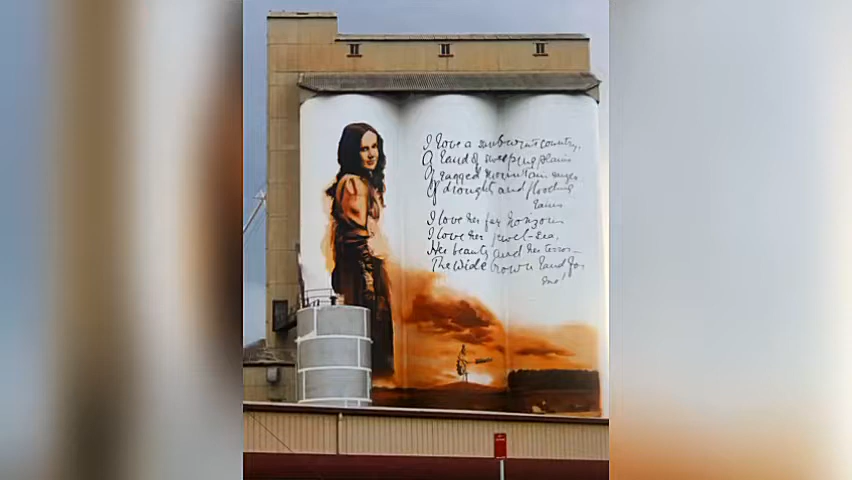 I love a sunburnt country,
A land of sweeping plains
Of ragged mountain ranges
Of droughts and flooding
rains
I love her far horizons
I love her jewel-sea,
Her beauty and her terror -
The wide brown land for
me!